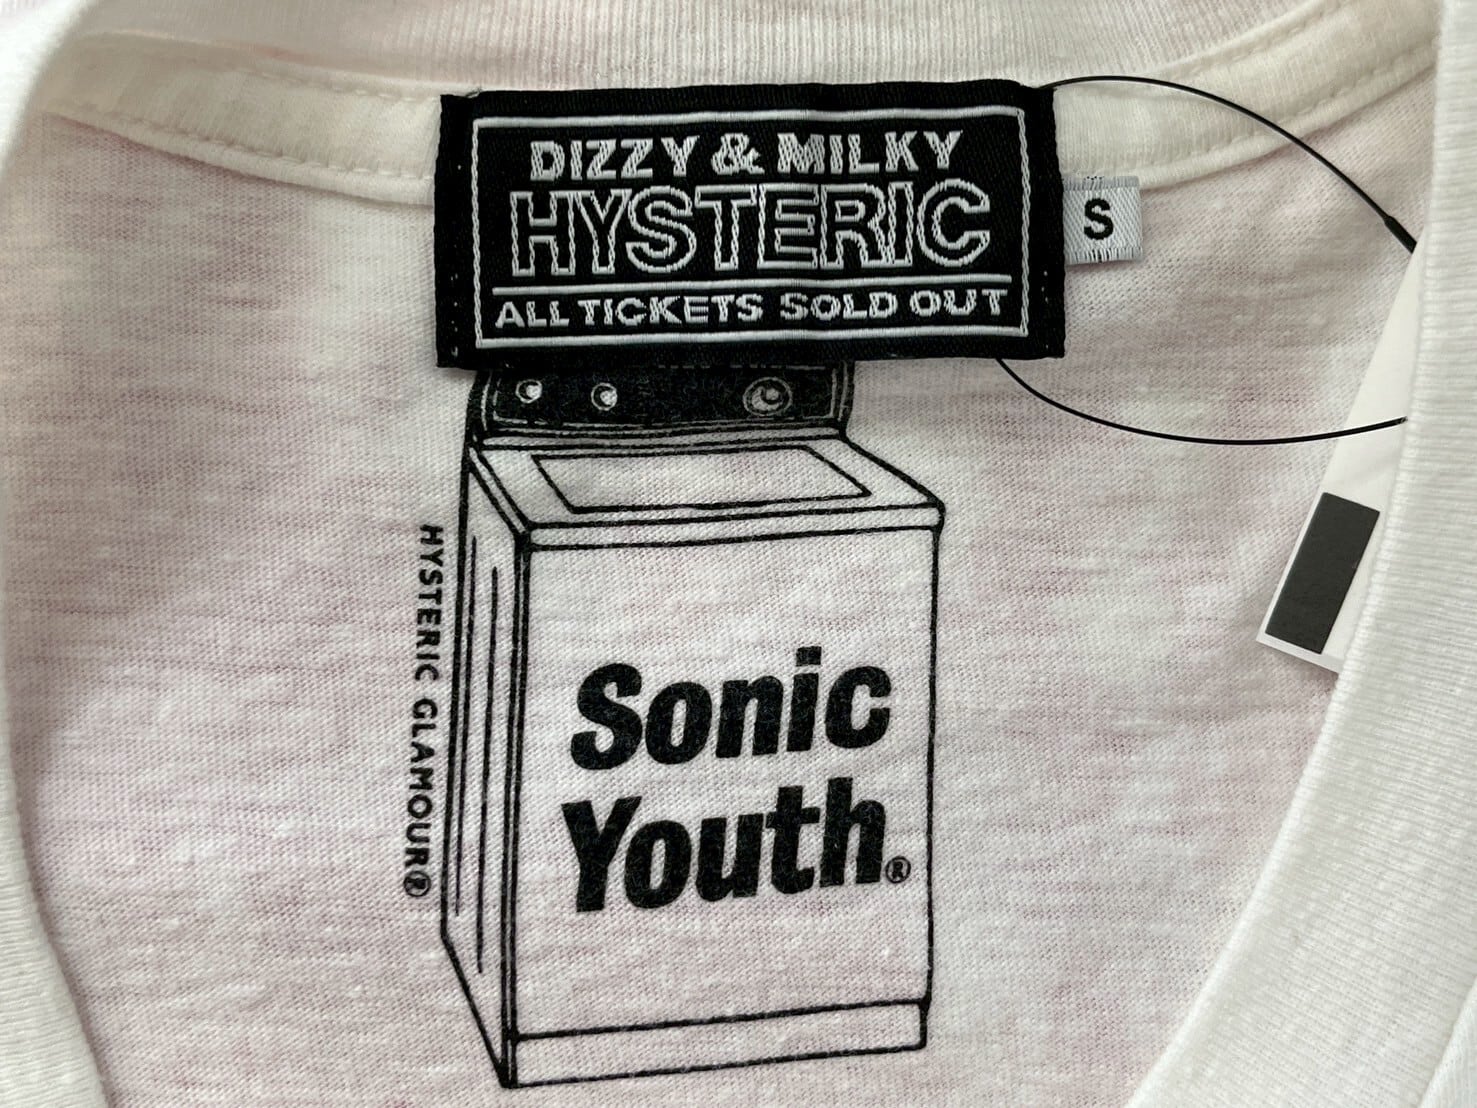 DIZZY & MILKY
HYSTERIC
ALL TICKETS SOLD OUT
S
HYSTERIC GLAMOUR®
Sonic
Youth®